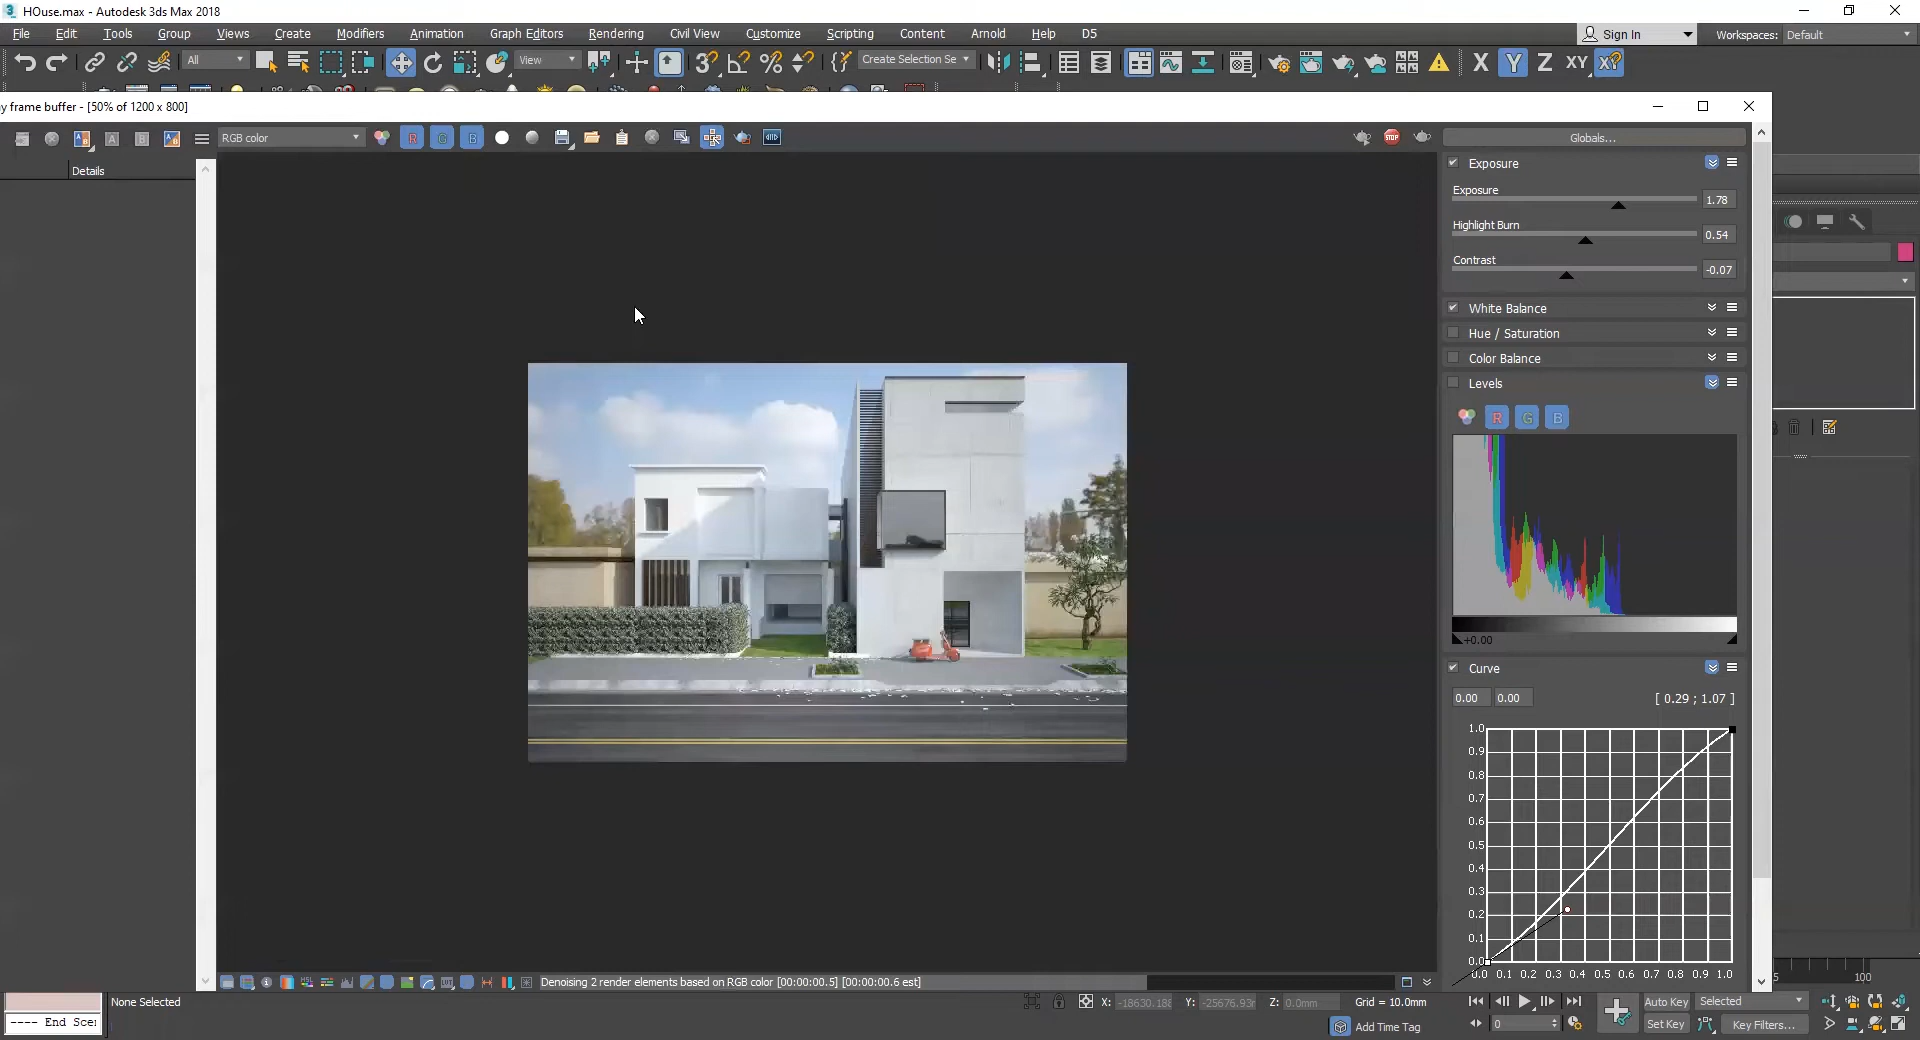 HOuse.max - Autodesk 3ds Max 2018
File Edit Tools Group Views Create Modifiers Animation Graph Editors Rendering Civil View Customize Scripting Content Arnold Help D5
Sign In
Workspaces: Default
All
View
Create Selection Se
X Y Z XY
y frame buffer - [50% of 1200 x 800]
RGB color
Globals...
Details
Exposure
Exposure
1.78
Highlight Burn
0.54
Contrast
-0.07
White Balance
Hue / Saturation
Color Balance
Levels
R G B
+0.00
Curve
0.00 0.00 [ 0.29 ; 1.07 ]
1.0
0.9
0.8
0.7
0.6
0.5
0.4
0.3
0.2
0.1
0.0
0.0 0.1 0.2 0.3 0.4 0.5 0.6 0.7 0.8 0.9 1.0
Denoising 2 render elements based on RGB color [00:00:00.5] [00:00:00.6 est]
100
None Selected
X: -18630.188 Y: -25676.93m Z: 0.0mm Grid = 10.0mm
Auto Key Selected
---- End Scen
Add Time Tag
0
Set Key Key Filters...